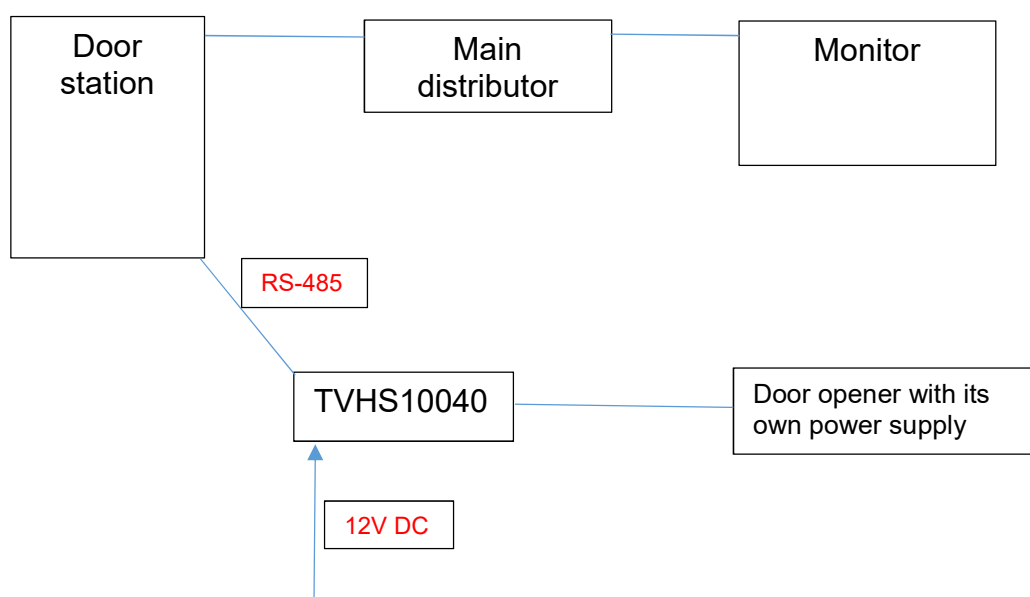 Door
station
Main
distributor
Monitor
RS-485
TVHS10040
Door opener with its
own power supply
12V DC